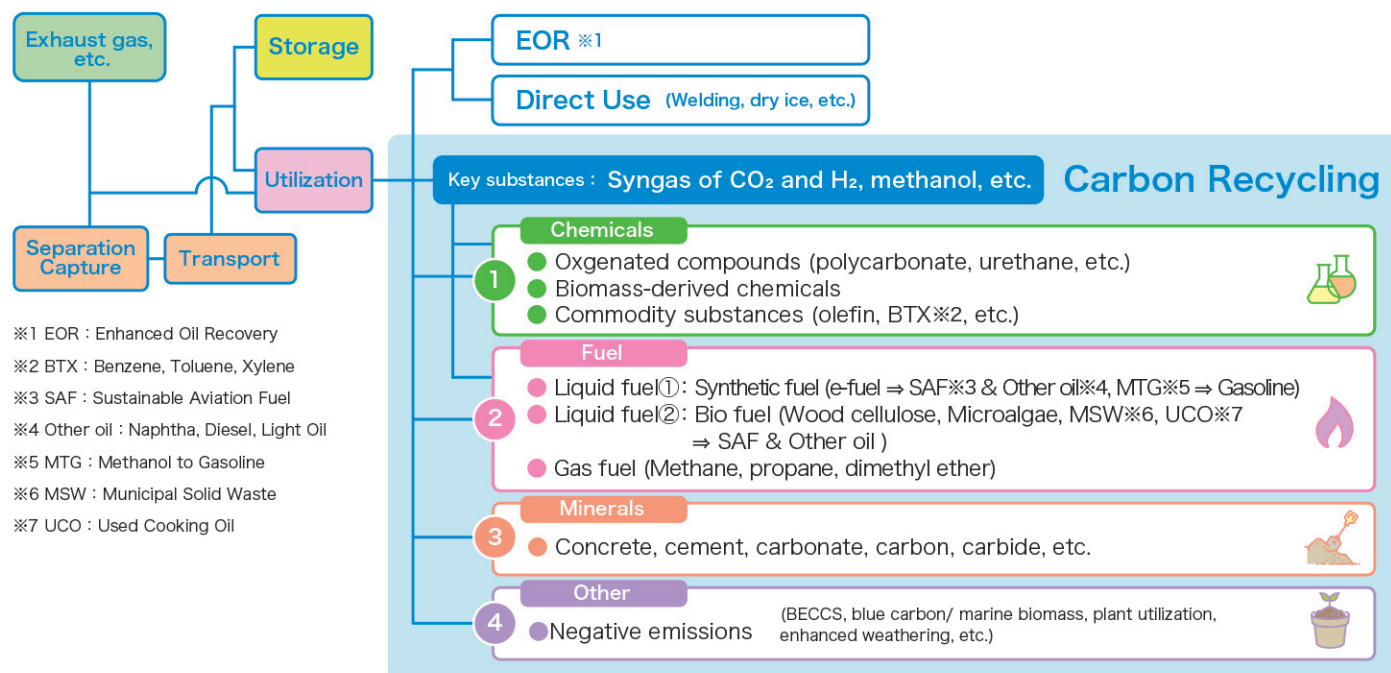 Exhaust gas,
etc.
Storage
Utilization
Separation
Capture
Transport
EOR ※1
Direct Use (Welding, dry ice, etc.)
Key substances : Syngas of CO₂ and H₂, methanol, etc.
Carbon Recycling
Chemicals
1
● Oxgenated compounds (polycarbonate, urethane, etc.)
● Biomass-derived chemicals
● Commodity substances (olefin, BTX※2, etc.)
Fuel
2
● Liquid fuel①: Synthetic fuel (e-fuel ⇒ SAF※3 & Other oil※4, MTG※5 ⇒ Gasoline)
● Liquid fuel②: Bio fuel (Wood cellulose, Microalgae, MSW※6, UCO※7
⇒ SAF & Other oil )
● Gas fuel (Methane, propane, dimethyl ether)
Minerals
3
● Concrete, cement, carbonate, carbon, carbide, etc.
Other
4
●Negative emissions
(BECCS, blue carbon/ marine biomass, plant utilization,
enhanced weathering, etc.)
※1 EOR : Enhanced Oil Recovery
※2 BTX : Benzene, Toluene, Xylene
※3 SAF : Sustainable Aviation Fuel
※4 Other oil : Naphtha, Diesel, Light Oil
※5 MTG : Methanol to Gasoline
※6 MSW : Municipal Solid Waste
※7 UCO : Used Cooking Oil